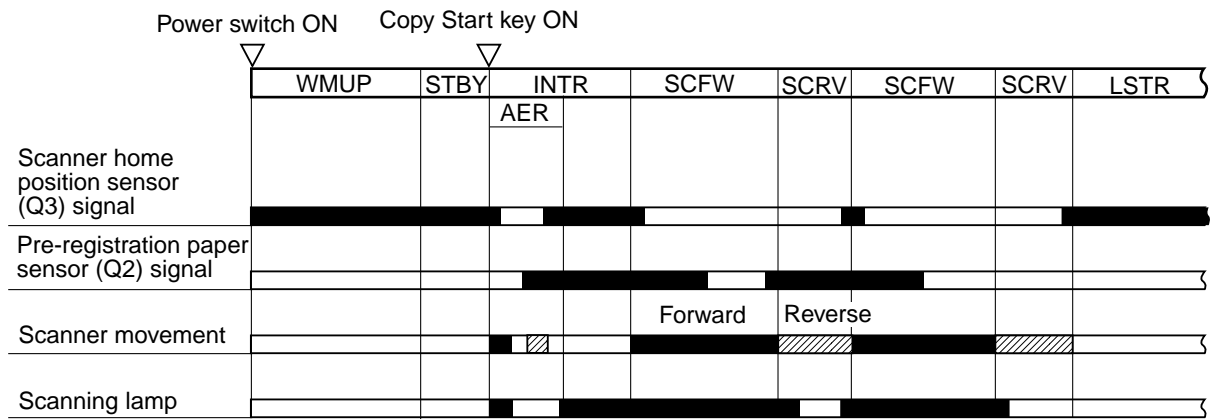 Power switch ON
Copy Start key ON
WMUP STBY INTR SCFW SCRV SCFW SCRV LSTR
AER
Scanner home
position sensor
(Q3) signal
Pre-registration paper
sensor (Q2) signal
Forward Reverse
Scanner movement
Scanning lamp